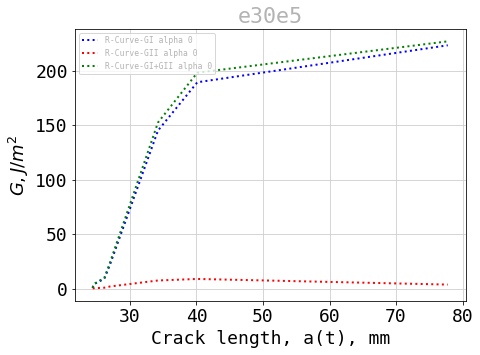 e30e5
R-Curve-GI alpha 0
R-Curve-GII alpha 0
R-Curve-GI+GII alpha 0
G, J/m²
200
150
100
50
0
30 40 50 60 70 80
Crack length, a(t), mm